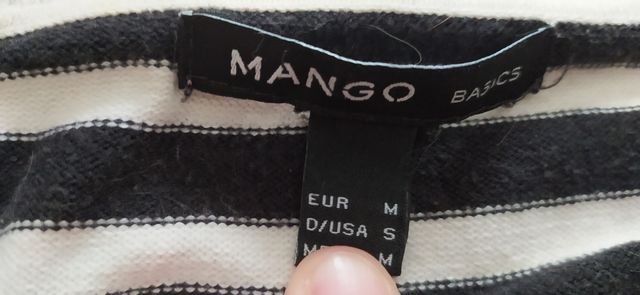 MANGO BASICS
EUR M
D/USA S
M